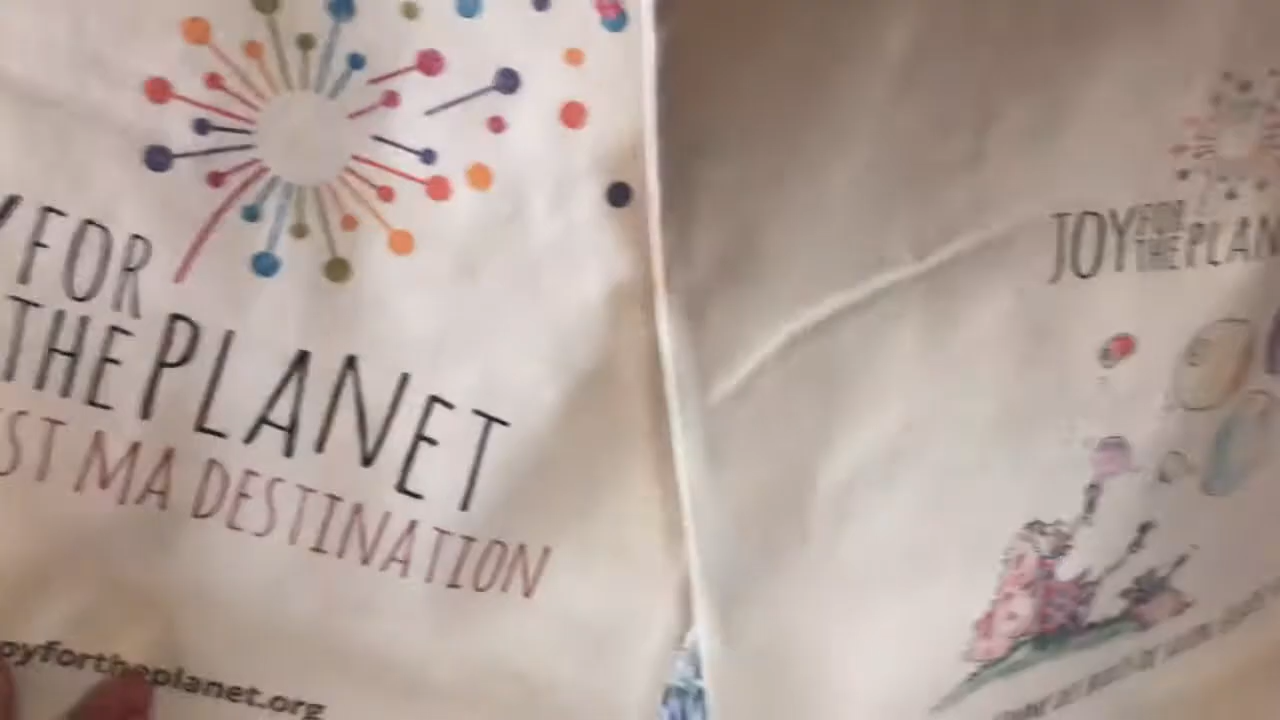 Y FOR
THE PLANET
ST MA DESTINATION
oyfortheplanet.org
JOY FOR THE PLAN